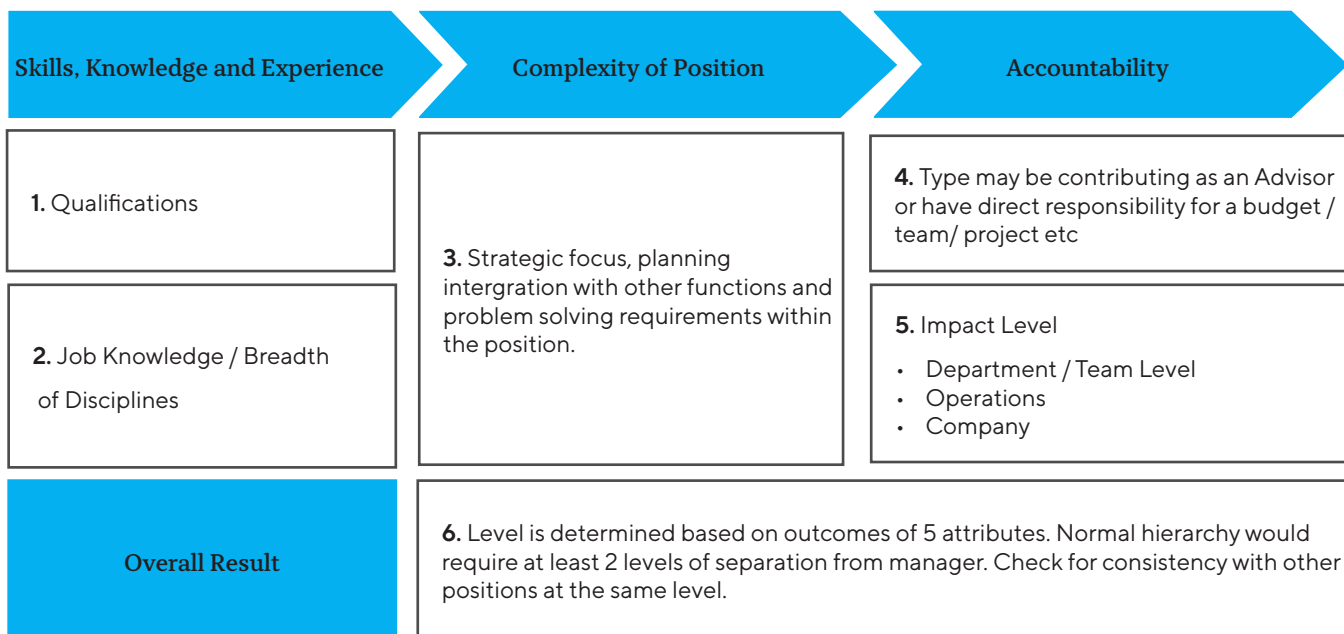 Skills, Knowledge and Experience
Complexity of Position
Accountability
1. Qualifications
2. Job Knowledge / Breadth
of Disciplines
3. Strategic focus, planning
intergration with other functions and
problem solving requirements within
the position.
4. Type may be contributing as an Advisor
or have direct responsibility for a budget /
team/ project etc
5. Impact Level
• Department / Team Level
• Operations
• Company
Overall Result
6. Level is determined based on outcomes of 5 attributes. Normal hierarchy would
require at least 2 levels of separation from manager. Check for consistency with other
positions at the same level.